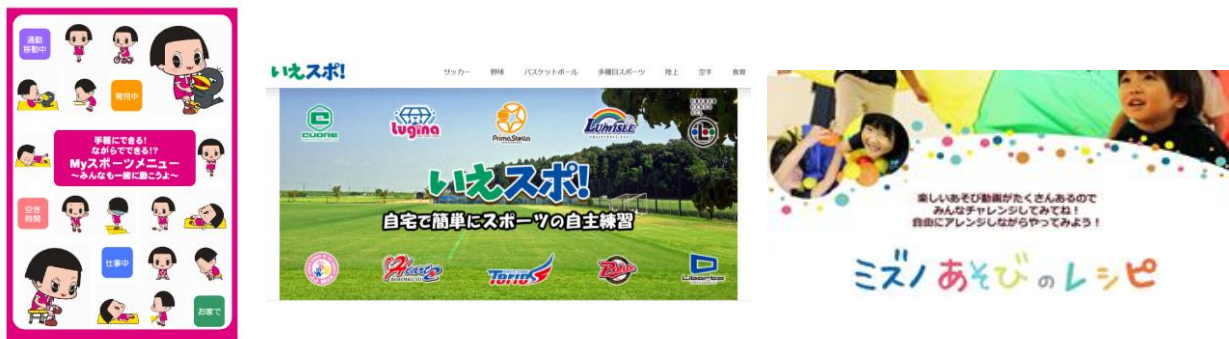 通勤
移動中
育児中
手軽にできる!
ながらでできる!?
Myスポーツメニュー
～みんなも一緒に動こうよ～
空き
時間
仕事中
お家で
いえスポ!
サッカー 野球 バスケットボール 多種目スポーツ 陸上 空手 食育
CUORE
Lugina
PrimaStella
LUMISEE
いえスポ!
自宅で簡単にスポーツの自主練習
Hearts
TORINO
Liberta
楽しいあそび動画がたくさんあるので
みんなチャレンジしてみてね!
自由にアレンジしながらやってみよう!
ミズノ あそびのレシピ